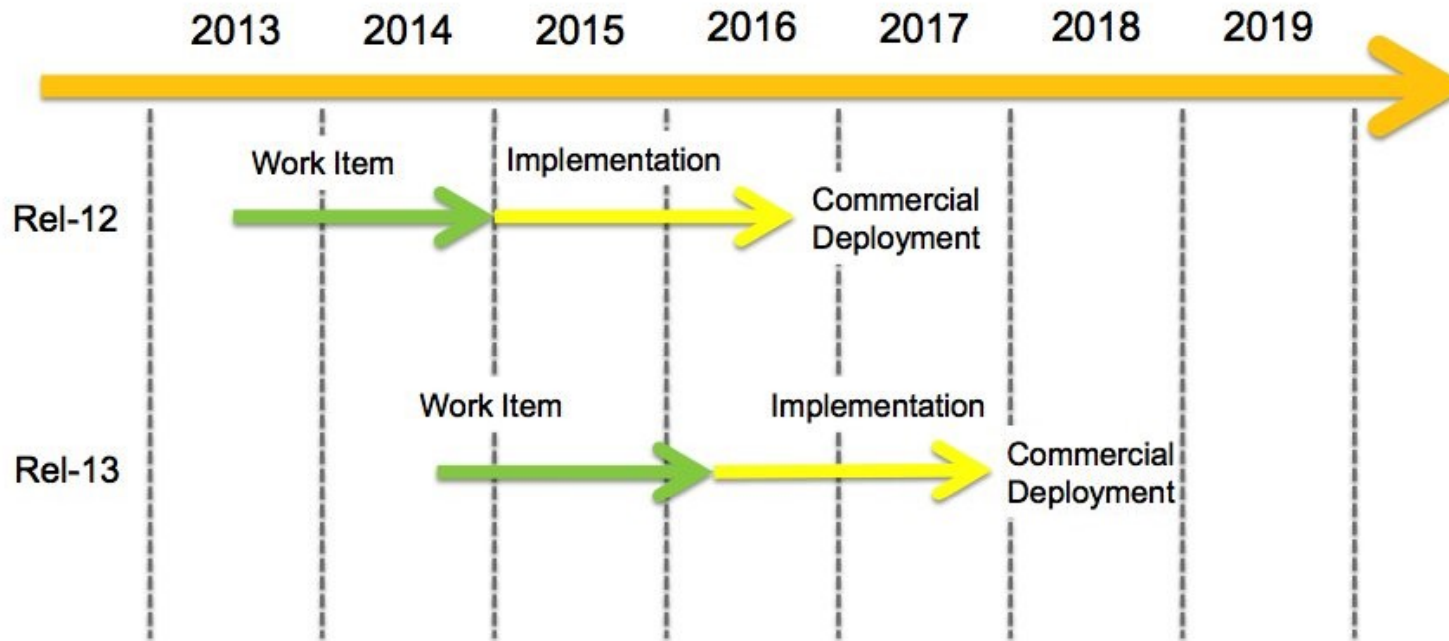 2013 2014 2015 2016 2017 2018 2019
Work Item Implementation
Rel-12 Commercial
Deployment
Work Item Implementation
Rel-13 Commercial
Deployment